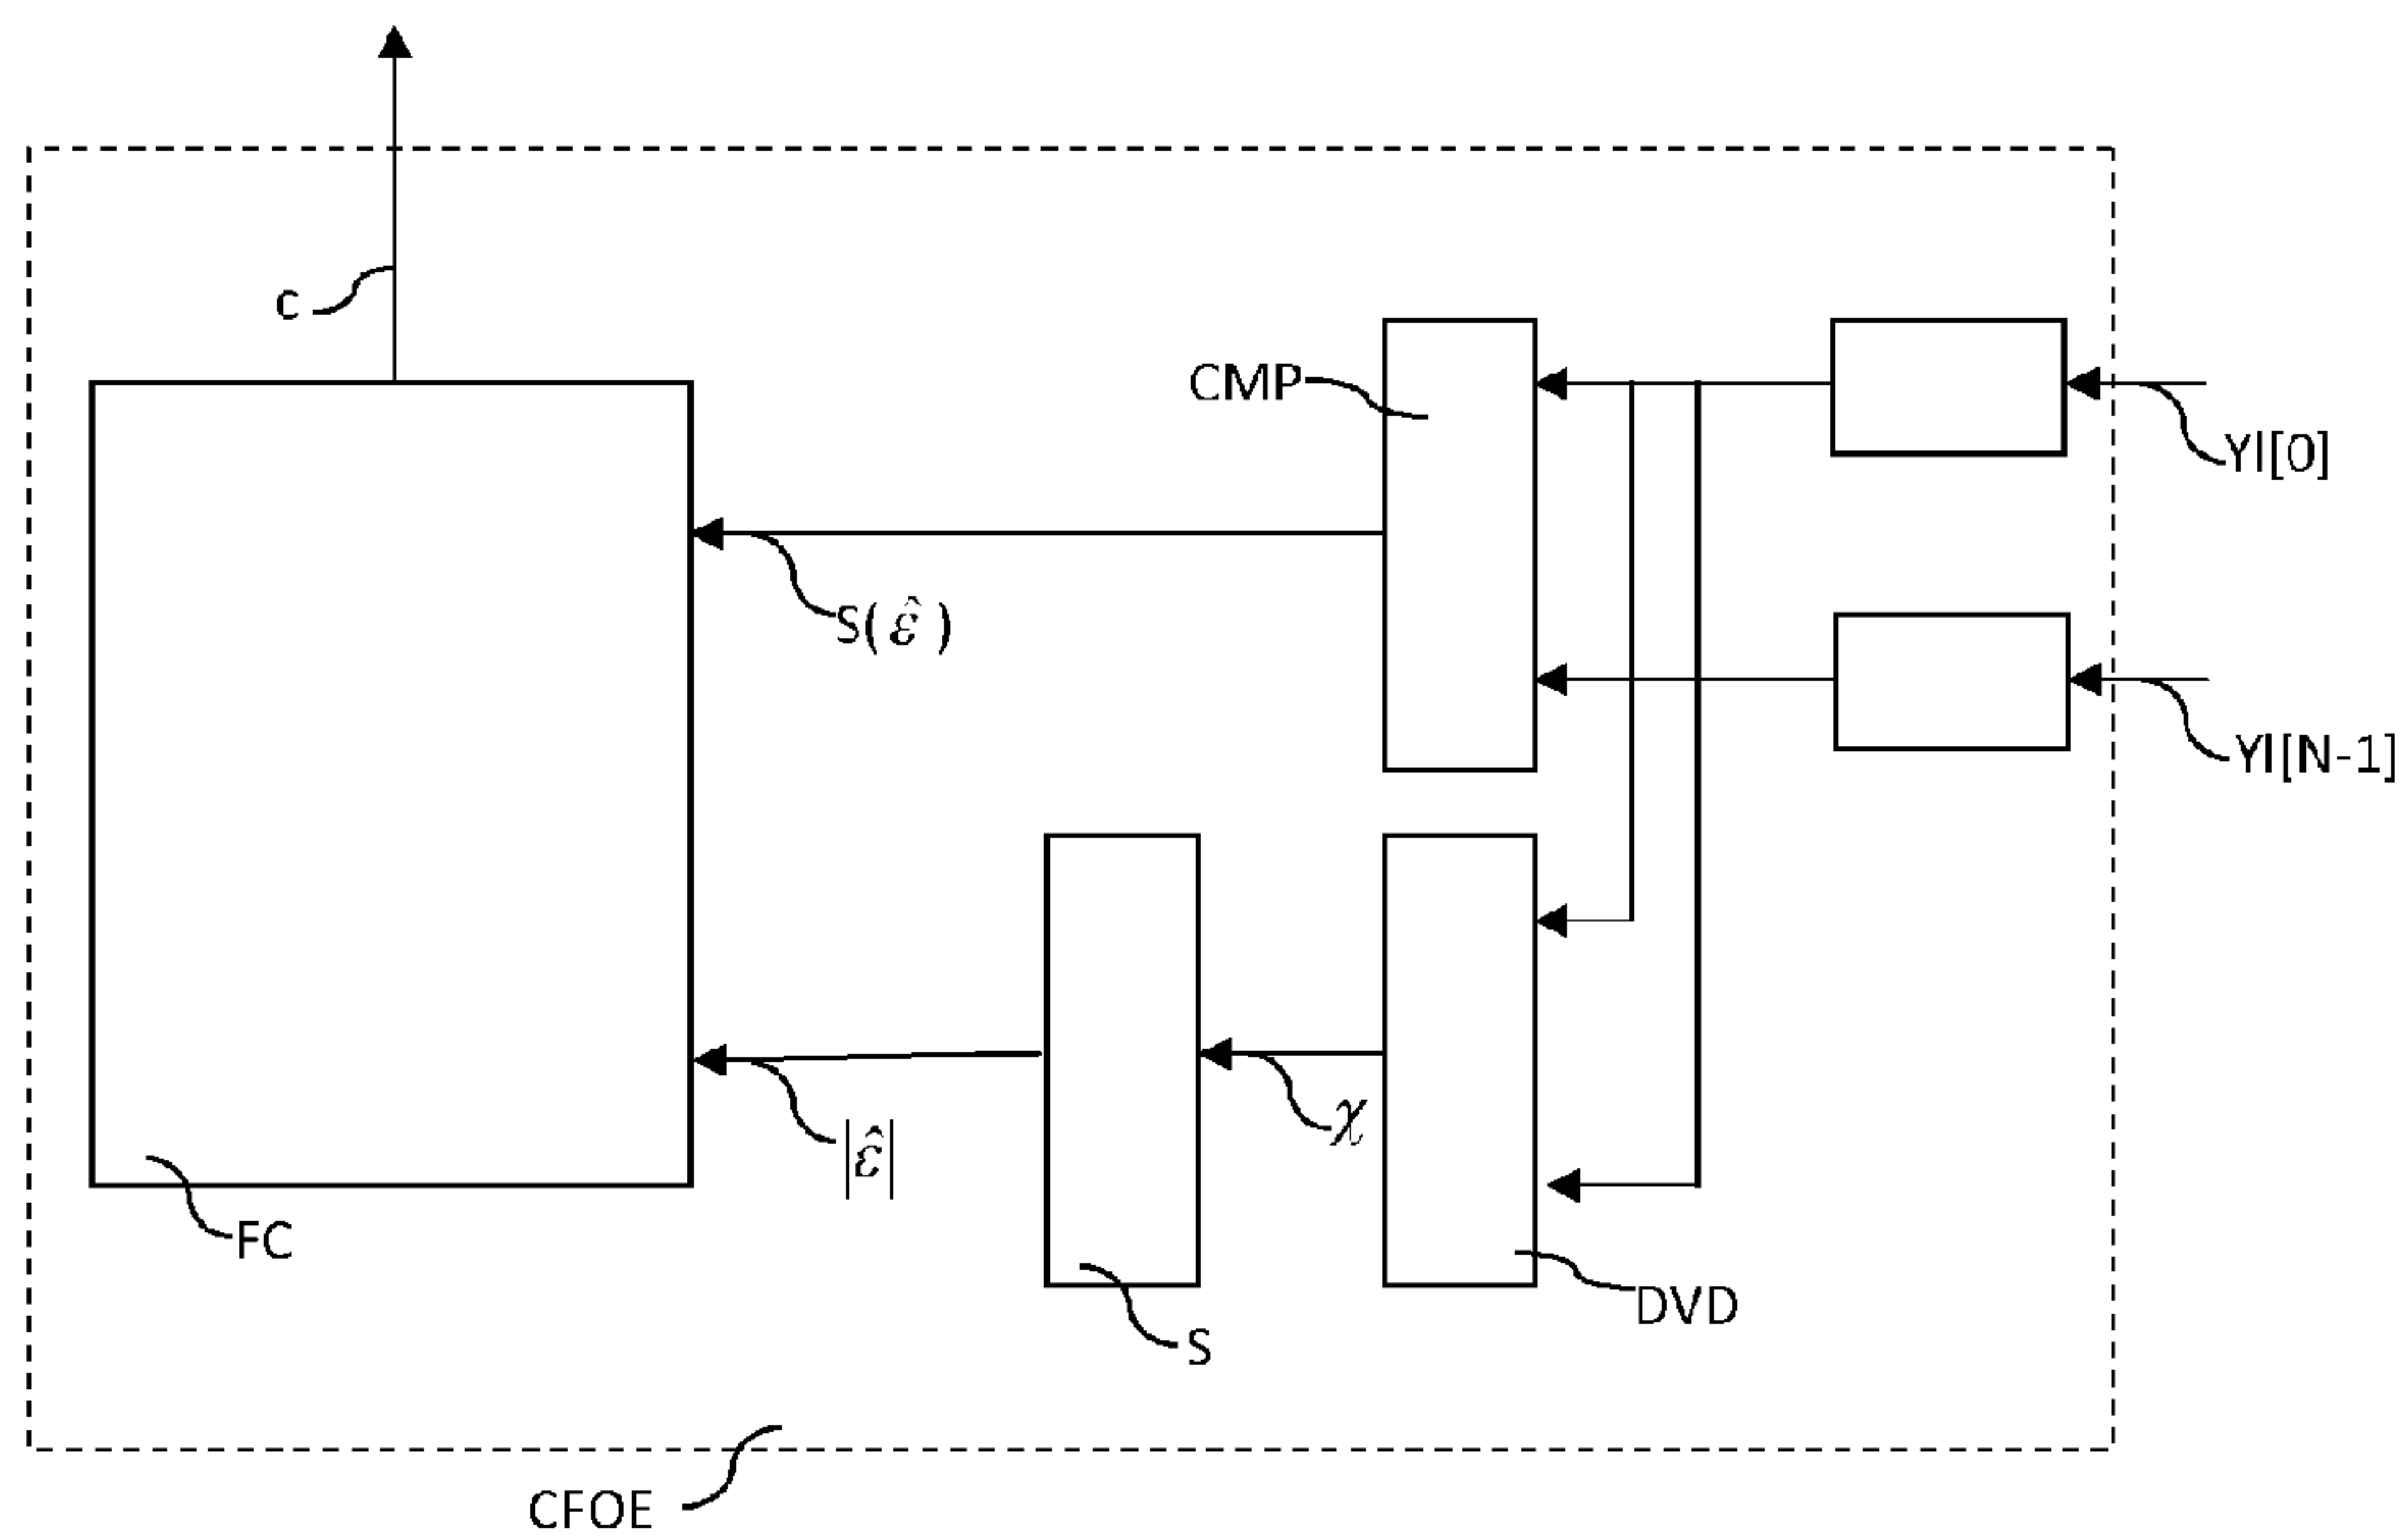 c
CMP
YI[0]
S(ε̂)
YI[N-1]
χ
|ε̂|
FC
DVD
S
CFOE